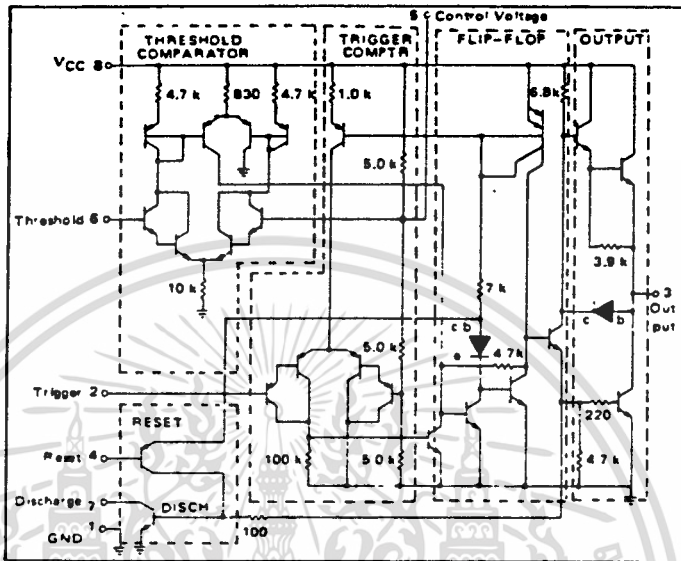 5 c Control Voltage
THRESHOLD
COMPARATOR
TRIGGER
COMPTR
FLIP-FLOP
OUTPUT
VCC 8
4.7 k
830
4.7 k
1.0 k
6.8k
5.0 k
Threshold 6
10 k
7 k
3.9 k
3
Out
put
c b
e
c
b
5.0 k
4.7k
Trigger 2
RESET
Reset 4
100 k
5.0 k
220
4.7 k
Discharge
7
DISCH
1
GND
100